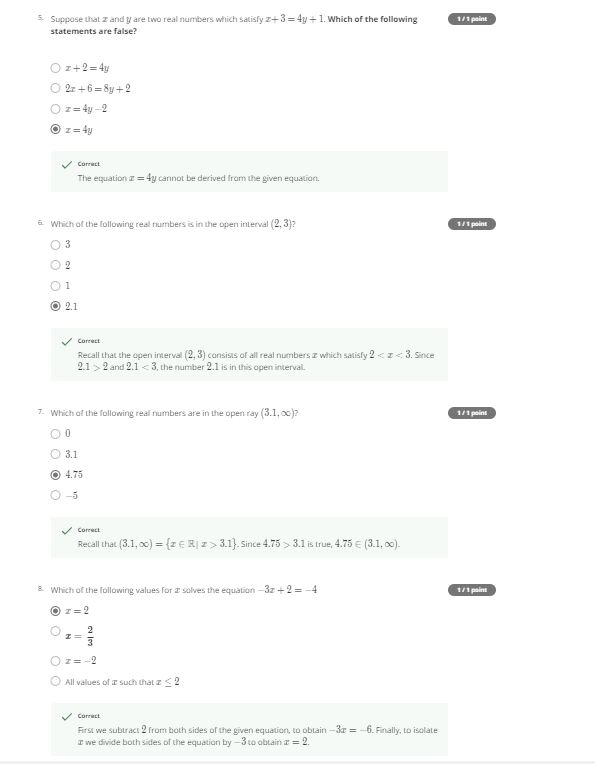 5. Suppose that x and y are two real numbers which satisfy x + 3 = 4y + 1. Which of the following 1 / 1 point
statements are false?
x + 2 = 4y
2x + 6 = 8y + 2
x = 4y − 2
x = 4y
Correct
The equation x = 4y cannot be derived from the given equation.
6. Which of the following real numbers is in the open interval (2, 3)? 1 / 1 point
3
2
1
2.1
Correct
Recall that the open interval (2, 3) consists of all real numbers x which satisfy 2 < x < 3. Since
2.1 > 2 and 2.1 < 3, the number 2.1 is in this open interval.
7. Which of the following real numbers are in the open ray (3.1, ∞)? 1 / 1 point
0
3.1
4.75
−5
Correct
Recall that (3.1, ∞) = {x ∈ ℝ| x > 3.1}. Since 4.75 > 3.1 is true, 4.75 ∈ (3.1, ∞).
8. Which of the following values for x solves the equation −3x + 2 = −4 1 / 1 point
x = 2
x = 2/3
x = −2
All values of x such that x ≤ 2
Correct
First we subtract 2 from both sides of the given equation, to obtain −3x = −6. Finally, to isolate
x we divide both sides of the equation by −3 to obtain x = 2.